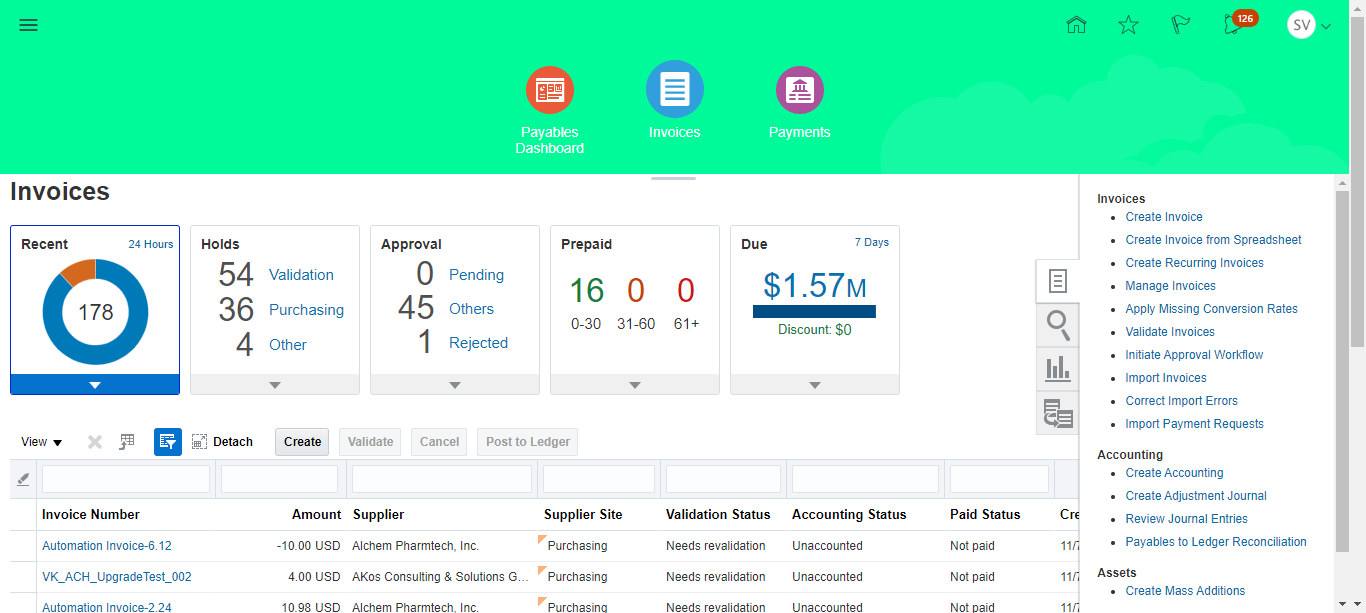 126
SV
Payables
Dashboard
Invoices
Payments
Invoices
Recent 24 Hours
178
Holds
54 Validation
36 Purchasing
4 Other
Approval
0 Pending
45 Others
1 Rejected
Prepaid
16 0 0
0-30 31-60 61+
Due 7 Days
$1.57M
Discount: $0
View Detach Create Validate Cancel Post to Ledger
Invoice Number Amount Supplier Supplier Site Validation Status Accounting Status Paid Status Cre
Automation Invoice-6.12 -10.00 USD Alchem Pharmtech, Inc. Purchasing Needs revalidation Unaccounted Not paid 11/7
VK_ACH_UpgradeTest_002 4.00 USD AKos Consulting & Solutions G... Purchasing Needs revalidation Unaccounted Not paid 11/7
Automation Invoice-2.24 10.98 USD Alchem Pharmtech, Inc. Purchasing Needs revalidation Unaccounted Not paid 11/7
Invoices
Create Invoice
Create Invoice from Spreadsheet
Create Recurring Invoices
Manage Invoices
Apply Missing Conversion Rates
Validate Invoices
Initiate Approval Workflow
Import Invoices
Correct Import Errors
Import Payment Requests
Accounting
Create Accounting
Create Adjustment Journal
Review Journal Entries
Payables to Ledger Reconciliation
Assets
Create Mass Additions